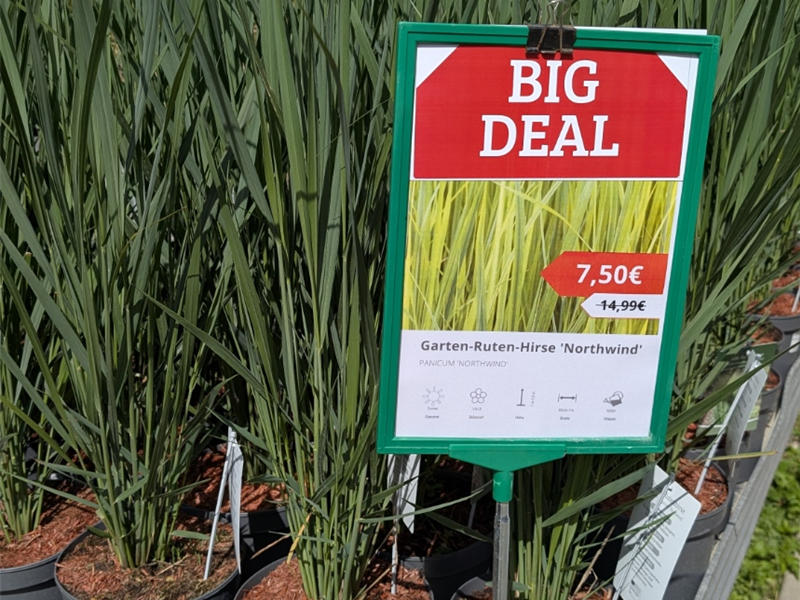 BIG
DEAL
7,50€
14,99€
Garten-Ruten-Hirse 'Northwind'
PANICUM 'NORTHWIND'